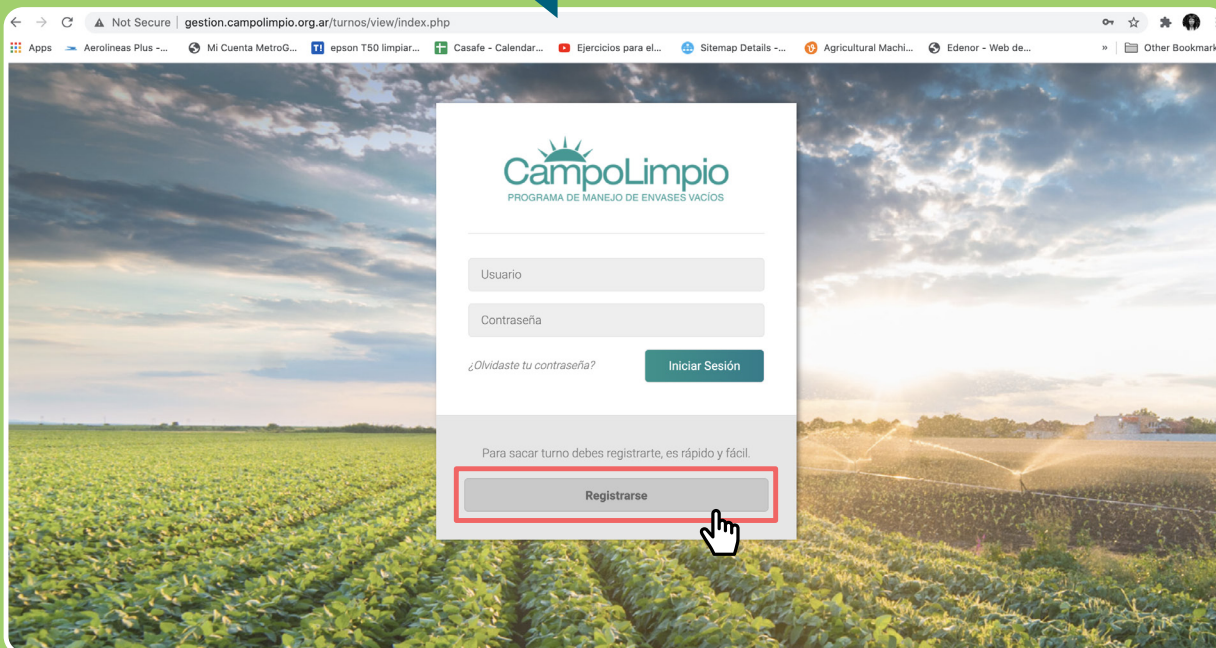 Not Secure | gestion.campolimpio.org.ar/turnos/view/index.php
Apps Aerolineas Plus -... Mi Cuenta MetroG... epson T50 limpiar... Casafe - Calendar... Ejercicios para el... Sitemap Details -... Agricultural Machi... Edenor - Web de... » Other Bookmark
CampoLimpio
PROGRAMA DE MANEJO DE ENVASES VACÍOS
Usuario
Contraseña
¿Olvidaste tu contraseña? Iniciar Sesión
Para sacar turno debes registrarte, es rápido y fácil.
Registrarse